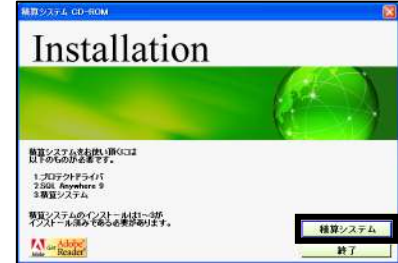 積算システム CD-ROM
Installation
積算システムをお使い頂くには
以下のものが必要です。
1.プロテクトドライバ
2.SQL Anywhere 9
3.積算システム
積算システムのインストールは1～3が
インストール済みである必要があります。
積算システム
Adobe
Get Adobe®
Reader®
終了